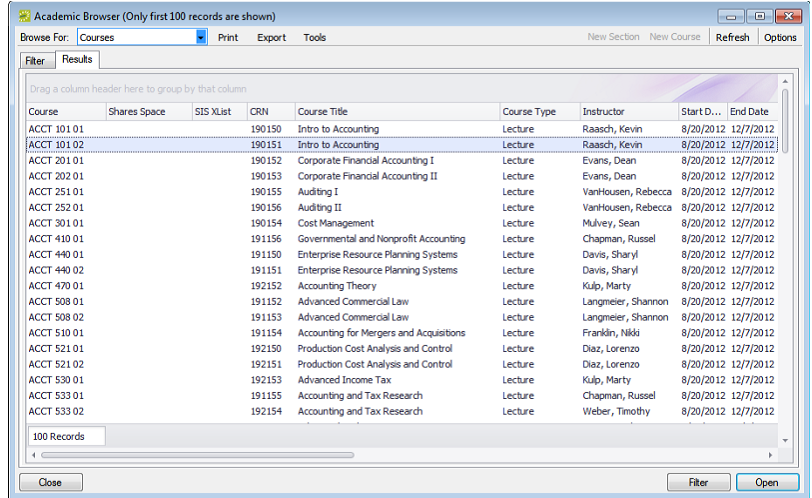 Academic Browser (Only first 100 records are shown)
Browse For: Courses Print Export Tools New Section New Course Refresh Options
Filter Results
Drag a column header here to group by that column
Course Shares Space SIS XList CRN Course Title Course Type Instructor Start D... End Date
ACCT 101 01 190150 Intro to Accounting Lecture Raasch, Kevin 8/20/2012 12/7/2012
ACCT 101 02 190151 Intro to Accounting Lecture Raasch, Kevin 8/20/2012 12/7/2012
ACCT 201 01 190152 Corporate Financial Accounting I Lecture Evans, Dean 8/20/2012 12/7/2012
ACCT 202 01 190153 Corporate Financial Accounting II Lecture Evans, Dean 8/20/2012 12/7/2012
ACCT 251 01 190155 Auditing I Lecture VanHousen, Rebecca 8/20/2012 12/7/2012
ACCT 252 01 190156 Auditing II Lecture VanHousen, Rebecca 8/20/2012 12/7/2012
ACCT 301 01 190154 Cost Management Lecture Mulvey, Sean 8/20/2012 12/7/2012
ACCT 410 01 191156 Governmental and Nonprofit Accounting Lecture Chapman, Russel 8/20/2012 12/7/2012
ACCT 440 01 191150 Enterprise Resource Planning Systems Lecture Davis, Sharyl 8/20/2012 12/7/2012
ACCT 440 02 191151 Enterprise Resource Planning Systems Lecture Davis, Sharyl 8/20/2012 12/7/2012
ACCT 470 01 192152 Accounting Theory Lecture Kulp, Marty 8/20/2012 12/7/2012
ACCT 508 01 191152 Advanced Commercial Law Lecture Langmeier, Shannon 8/20/2012 12/7/2012
ACCT 508 02 191153 Advanced Commercial Law Lecture Langmeier, Shannon 8/20/2012 12/7/2012
ACCT 510 01 191154 Accounting for Mergers and Acquisitions Lecture Franklin, Nikki 8/20/2012 12/7/2012
ACCT 521 01 192150 Production Cost Analysis and Control Lecture Diaz, Lorenzo 8/20/2012 12/7/2012
ACCT 521 02 192151 Production Cost Analysis and Control Lecture Diaz, Lorenzo 8/20/2012 12/7/2012
ACCT 530 01 192153 Advanced Income Tax Lecture Kulp, Marty 8/20/2012 12/7/2012
ACCT 533 01 191155 Accounting and Tax Research Lecture Chapman, Russel 8/20/2012 12/7/2012
ACCT 533 02 192154 Accounting and Tax Research Lecture Weber, Timothy 8/20/2012 12/7/2012
100 Records
Close Filter Open